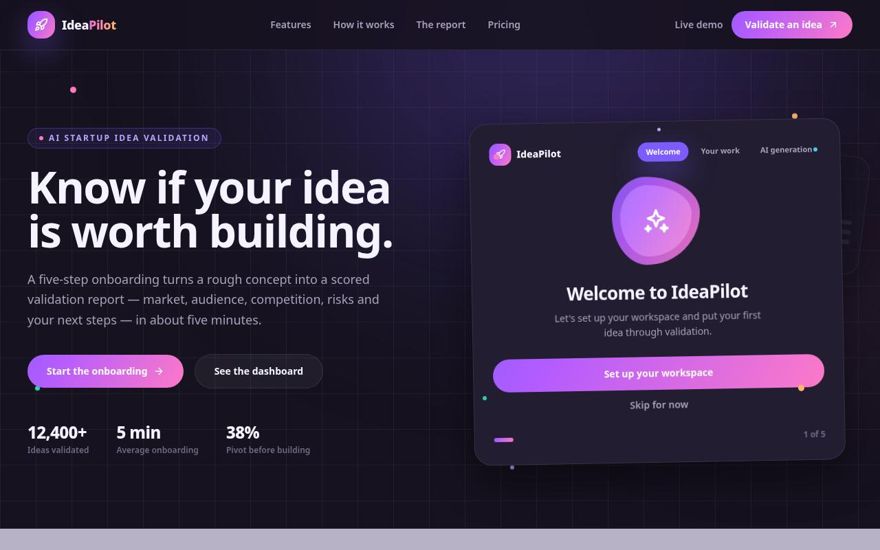 IdeaPilot
Features
How it works
The report
Pricing
Live demo
Validate an idea
AI STARTUP IDEA VALIDATION
Know if your idea
is worth building.
A five-step onboarding turns a rough concept into a scored
validation report — market, audience, competition, risks and
your next steps — in about five minutes.
Start the onboarding
See the dashboard
12,400+
Ideas validated
5 min
Average onboarding
38%
Pivot before building
IdeaPilot
Welcome
Your work
AI generation
Welcome to IdeaPilot
Let's set up your workspace and put your first
idea through validation.
Set up your workspace
Skip for now
1 of 5